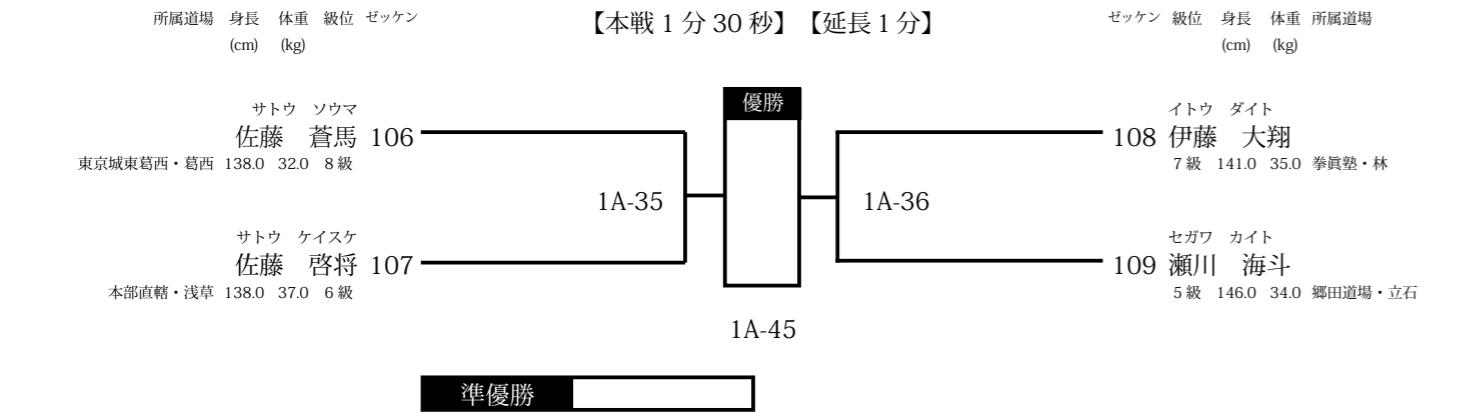 所属道場 身長 体重 級位 ゼッケン
(cm) (kg)
【本戦 1 分 30 秒】【延長 1 分】
ゼッケン 級位 身長 体重 所属道場
(cm) (kg)
サトウ ソウマ
佐藤 蒼馬 106
東京城東葛西・葛西 138.0 32.0 8 級
サトウ ケイスケ
佐藤 啓将 107
本部直轄・浅草 138.0 37.0 6 級
1A-35
優勝
1A-36
1A-45
イトウ ダイト
108 伊藤 大翔
7 級 141.0 35.0 拳眞塾・林
セガワ カイト
109 瀬川 海斗
5 級 146.0 34.0 郷田道場・立石
準優勝